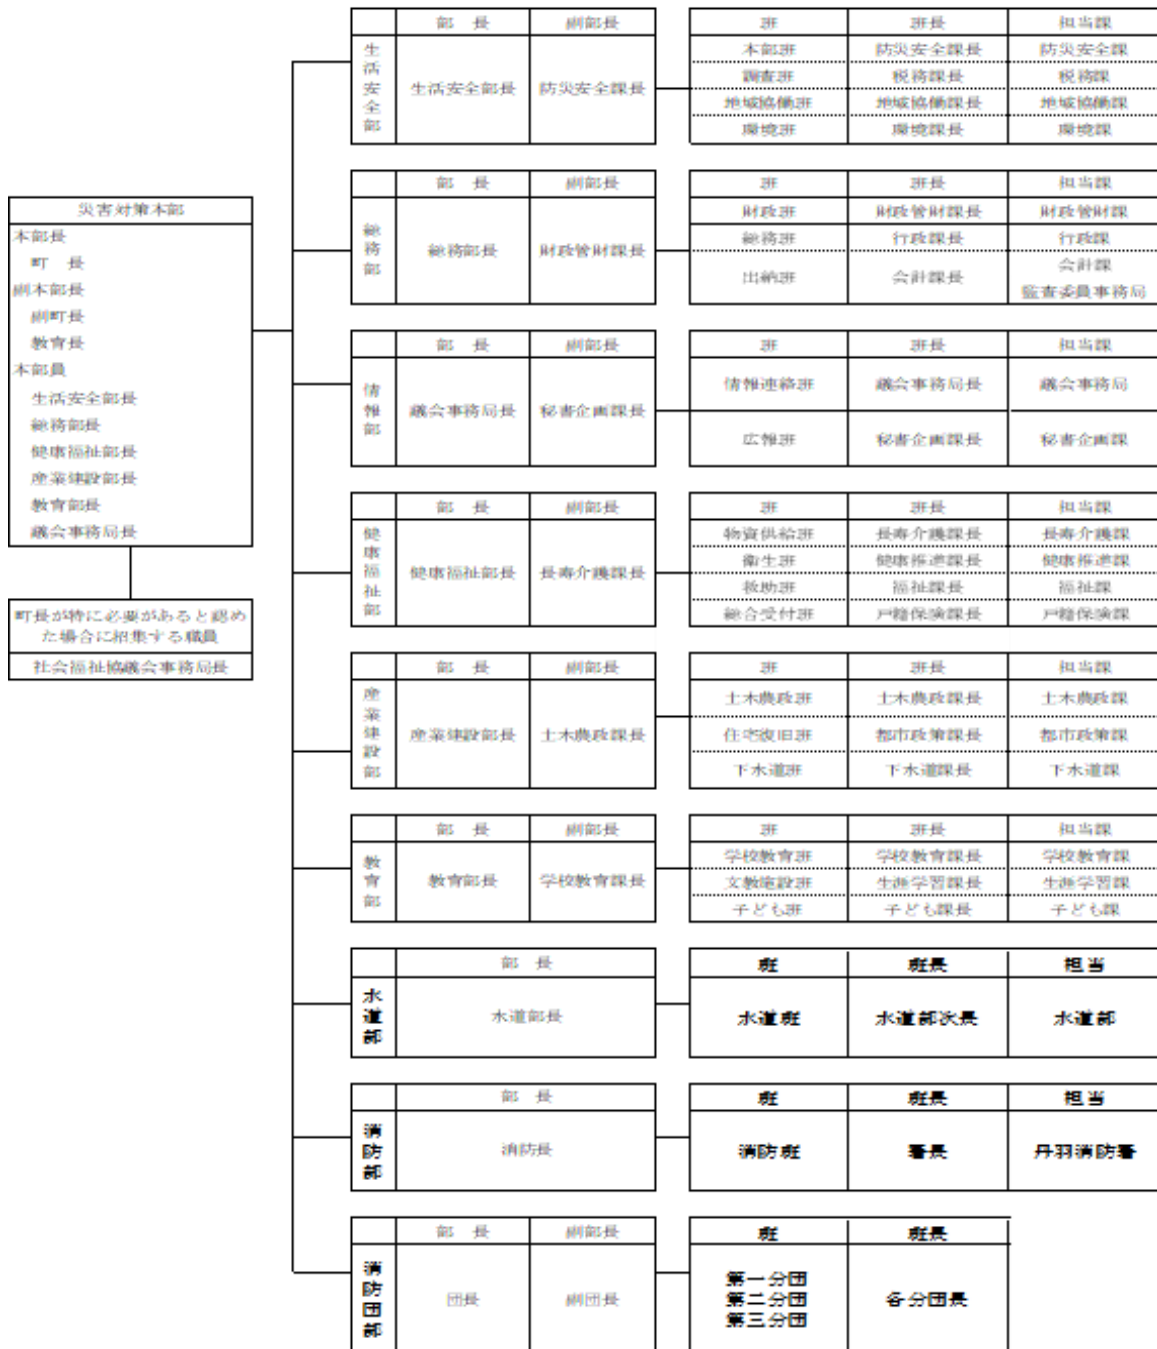 災害対策本部
本部長
町　長
副本部長
副町長
教育長
本部員
生活安全部長
総務部長
健康福祉部長
産業建設部長
教育部長
議会事務局長
町長が特に必要があると認め
た場合に招集する職員
社会福祉協議会事務局長
部　長 副部長 班 班長 担当課
生活安全部 生活安全部長 防災安全課長
本部班 防災安全課長 防災安全課
調査班 税務課長 税務課
地域協働班 地域協働課長 地域協働課
環境班 環境課長 環境課
部　長 副部長 班 班長 担当課
総務部 総務部長 財政管財課長
財政班 財政管財課長 財政管財課
総務班 行政課長 行政課
出納班 会計課長 会計課
監査委員事務局
部　長 副部長 班 班長 担当課
情報部 議会事務局長 秘書企画課長
情報連絡班 議会事務局長 議会事務局
広報班 秘書企画課長 秘書企画課
部　長 副部長 班 班長 担当課
健康福祉部 健康福祉部長 長寿介護課長
物資供給班 長寿介護課長 長寿介護課
衛生班 健康推進課長 健康推進課
救助班 福祉課長 福祉課
総合受付班 戸籍保険課長 戸籍保険課
部　長 副部長 班 班長 担当課
産業建設部 産業建設部長 土木農政課長
土木農政班 土木農政課長 土木農政課
住宅復旧班 都市政策課長 都市政策課
下水道班 下水道課長 下水道課
部　長 副部長 班 班長 担当課
教育部 教育部長 学校教育課長
学校教育班 学校教育課長 学校教育課
文教施設班 生涯学習課長 生涯学習課
子ども班 子ども課長 子ども課
部　長 班 班長 担当
水道部 水道部長 水道班 水道部次長 水道部
部　長 班 班長 担当
消防部 消防長 消防班 署長 丹羽消防署
部　長 副部長 班 班長
消防団部 団長 副団長
第一分団
第二分団
第三分団
各分団長